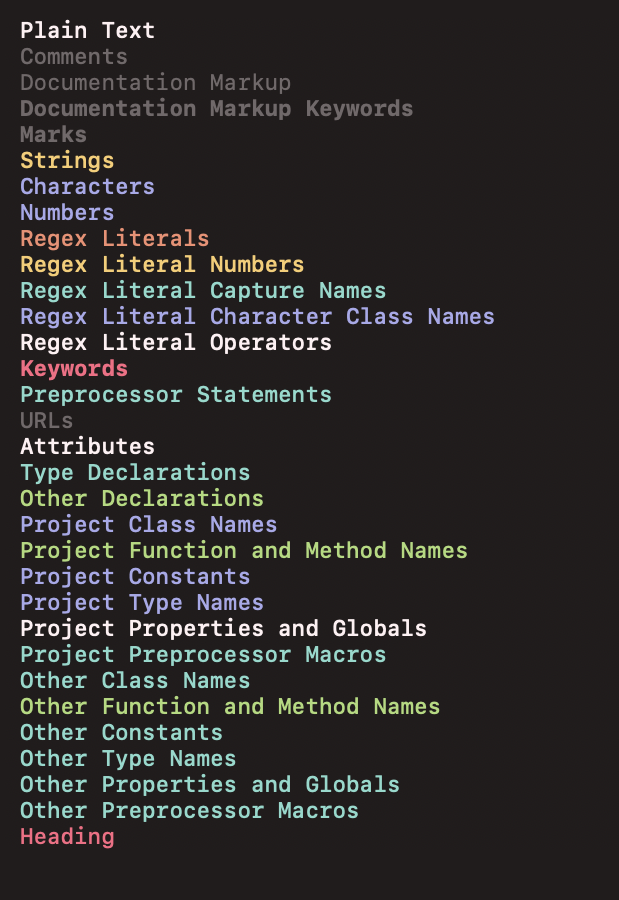 Plain Text
Comments
Documentation Markup
Documentation Markup Keywords
Marks
Strings
Characters
Numbers
Regex Literals
Regex Literal Numbers
Regex Literal Capture Names
Regex Literal Character Class Names
Regex Literal Operators
Keywords
Preprocessor Statements
URLs
Attributes
Type Declarations
Other Declarations
Project Class Names
Project Function and Method Names
Project Constants
Project Type Names
Project Properties and Globals
Project Preprocessor Macros
Other Class Names
Other Function and Method Names
Other Constants
Other Type Names
Other Properties and Globals
Other Preprocessor Macros
Heading